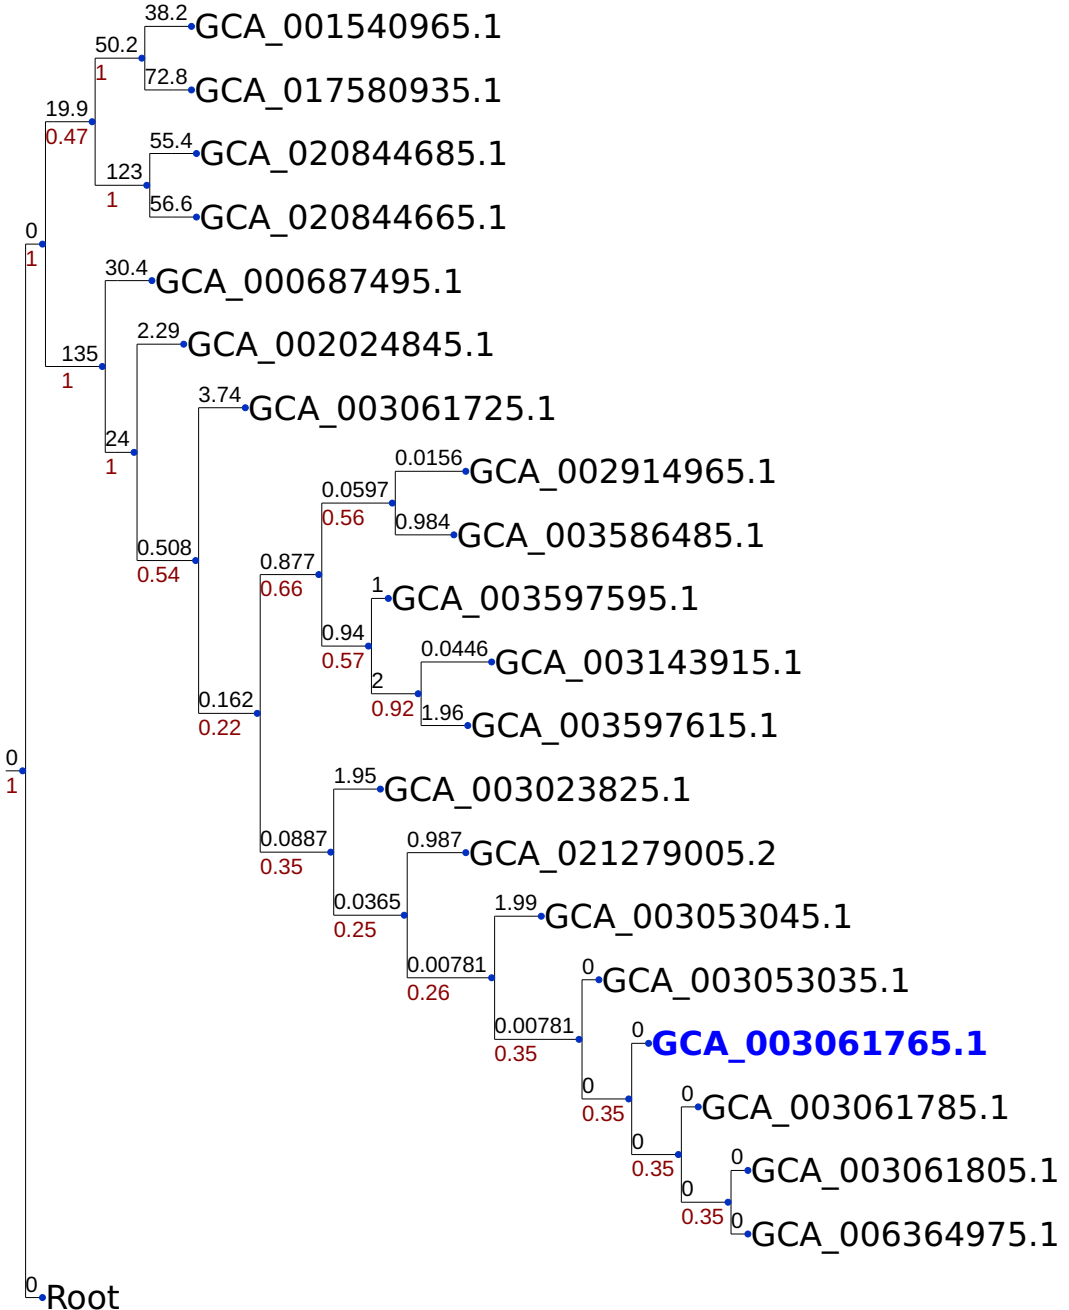 38.2
GCA_001540965.1
50.2
1
72.8
GCA_017580935.1
19.9
0.47
55.4
GCA_020844685.1
123
1
56.6
GCA_020844665.1
0
1
30.4
GCA_000687495.1
2.29
GCA_002024845.1
135
1
3.74
GCA_003061725.1
24
1
0.0156
GCA_002914965.1
0.0597
0.56
0.984
GCA_003586485.1
0.508
0.54
0.877
0.66
1
GCA_003597595.1
0.94
0.57
0.0446
GCA_003143915.1
2
0.92
1.96
GCA_003597615.1
0.162
0.22
0
1
1.95
GCA_003023825.1
0.0887
0.35
0.987
GCA_021279005.2
0.0365
0.25
1.99
GCA_003053045.1
0.00781
0.26
0
GCA_003053035.1
0.00781
0.35
0
GCA_003061765.1
0
0.35
0
GCA_003061785.1
0
0.35
0
GCA_003061805.1
0
0.35
0
GCA_006364975.1
0
Root